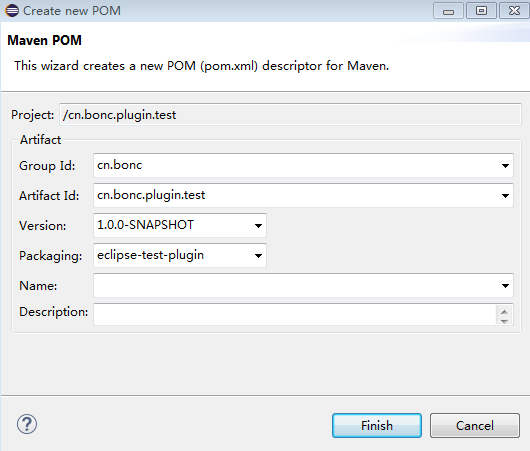 Create new POM
Maven POM
This wizard creates a new POM (pom.xml) descriptor for Maven.
Project: /cn.bonc.plugin.test
Artifact
Group Id: cn.bonc
Artifact Id: cn.bonc.plugin.test
Version: 1.0.0-SNAPSHOT
Packaging: eclipse-test-plugin
Name:
Description:
? Finish Cancel